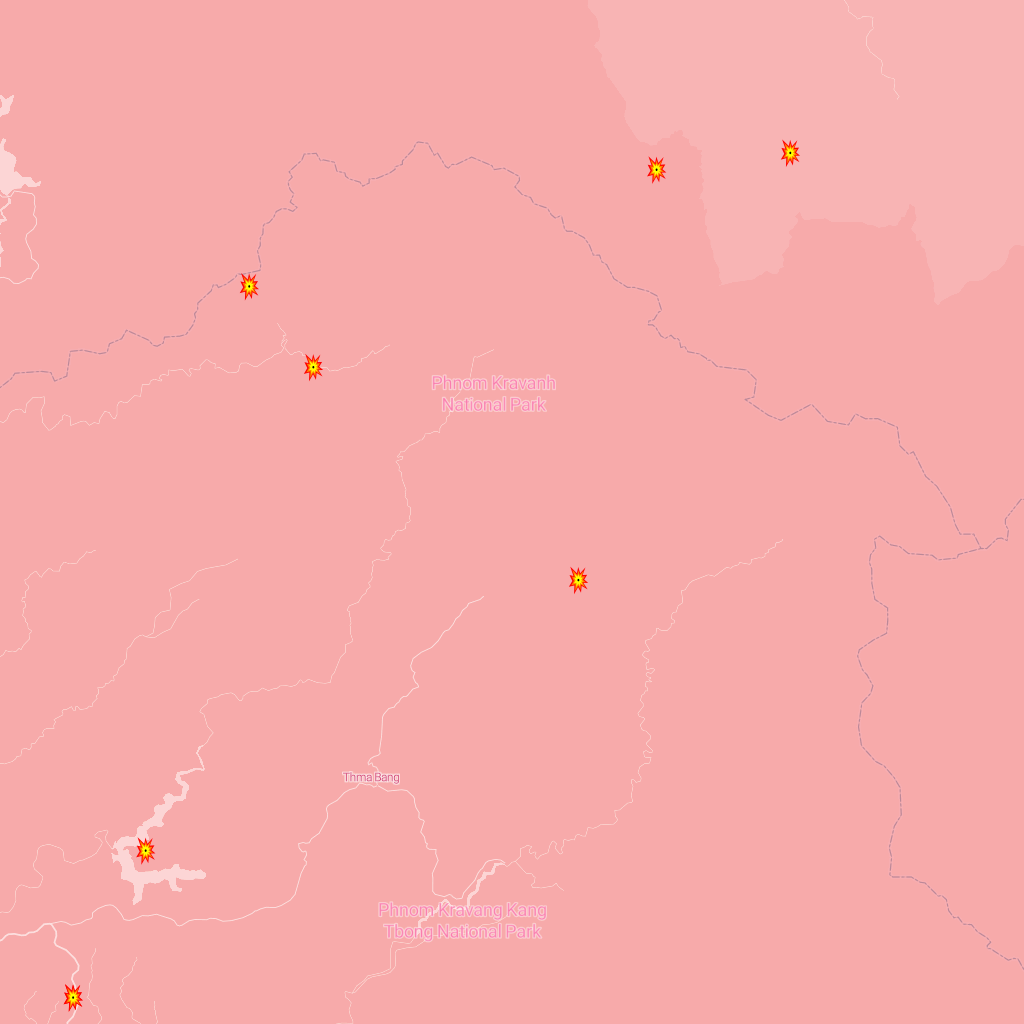 Phnom Kravanh
National Park
Thma Bang
Phnom Kravang Kang
Tbong National Park